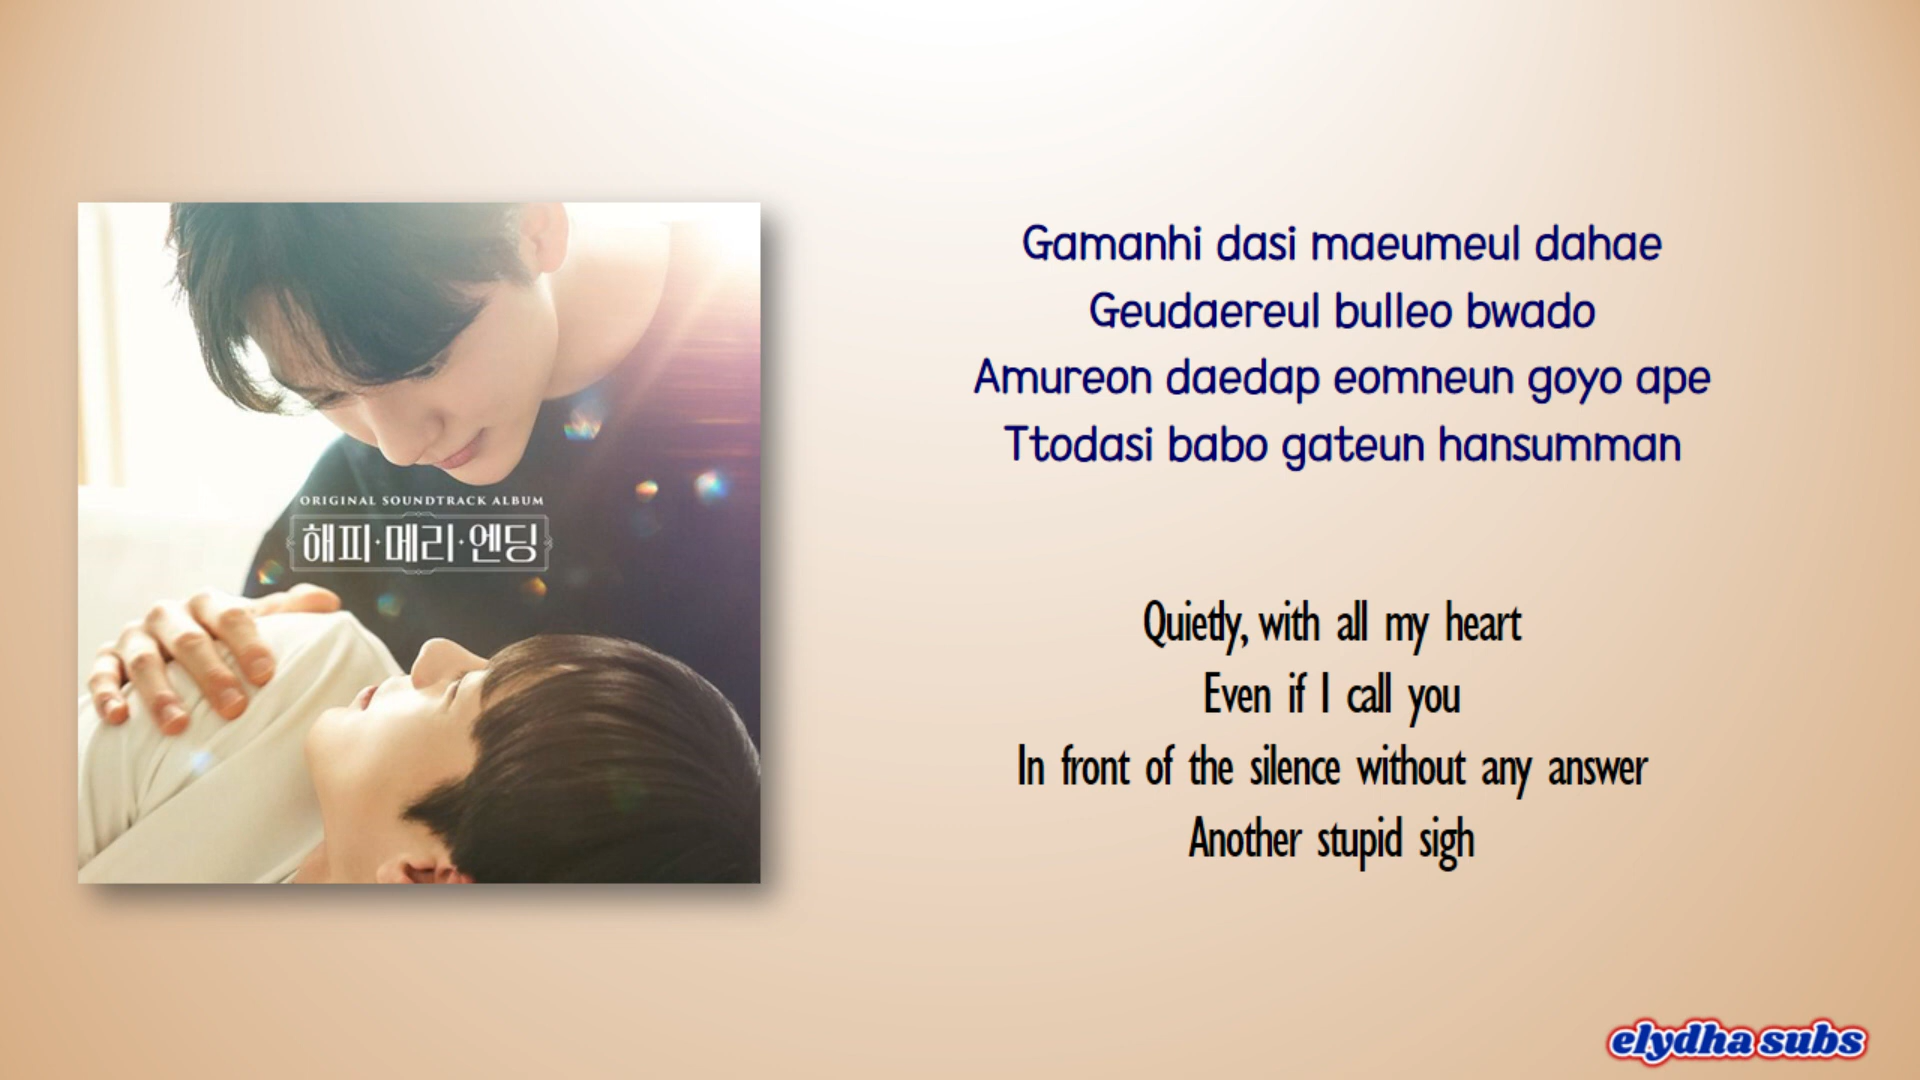 ORIGINAL SOUNDTRACK ALBUM
해피·메리·엔딩
Gamanhi dasi maeumeul dahae
Geudaereul bulleo bwado
Amureon daedap eomneun goyo ape
Ttodasi babo gateun hansumman
Quietly, with all my heart
Even if I call you
In front of the silence without any answer
Another stupid sigh
elydha subs